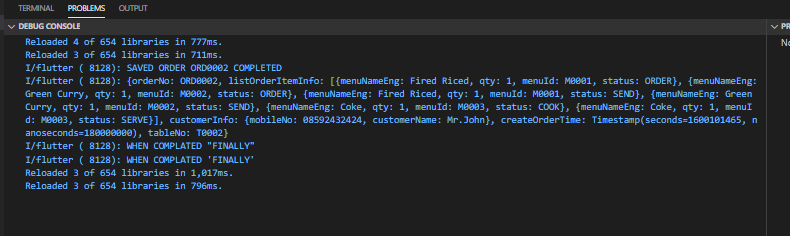 TERMINAL PROBLEMS OUTPUT
DEBUG CONSOLE
PR
Reloaded 4 of 654 libraries in 777ms.
No
Reloaded 3 of 654 libraries in 711ms.
I/flutter ( 8128): SAVED ORDER ORD0002 COMPLETED
I/flutter ( 8128): {orderNo: ORD0002, listOrderItemInfo: [{menuNameEng: Fired Riced, qty: 1, menuId: M0001, status: ORDER}, {menuNameEng:
Green Curry, qty: 1, menuId: M0002, status: ORDER}, {menuNameEng: Fired Riced, qty: 1, menuId: M0001, status: SEND}, {menuNameEng: Green
Curry, qty: 1, menuId: M0002, status: SEND}, {menuNameEng: Coke, qty: 1, menuId: M0003, status: COOK}, {menuNameEng: Coke, qty: 1, menuI
d: M0003, status: SERVE}], customerInfo: {mobileNo: 08592432424, customerName: Mr.John}, createOrderTime: Timestamp(seconds=1600101465, n
anoseconds=180000000), tableNo: T0002}
I/flutter ( 8128): WHEN COMPLATED "FINALLY"
I/flutter ( 8128): WHEN COMPLATED 'FINALLY'
Reloaded 3 of 654 libraries in 1,017ms.
Reloaded 3 of 654 libraries in 796ms.